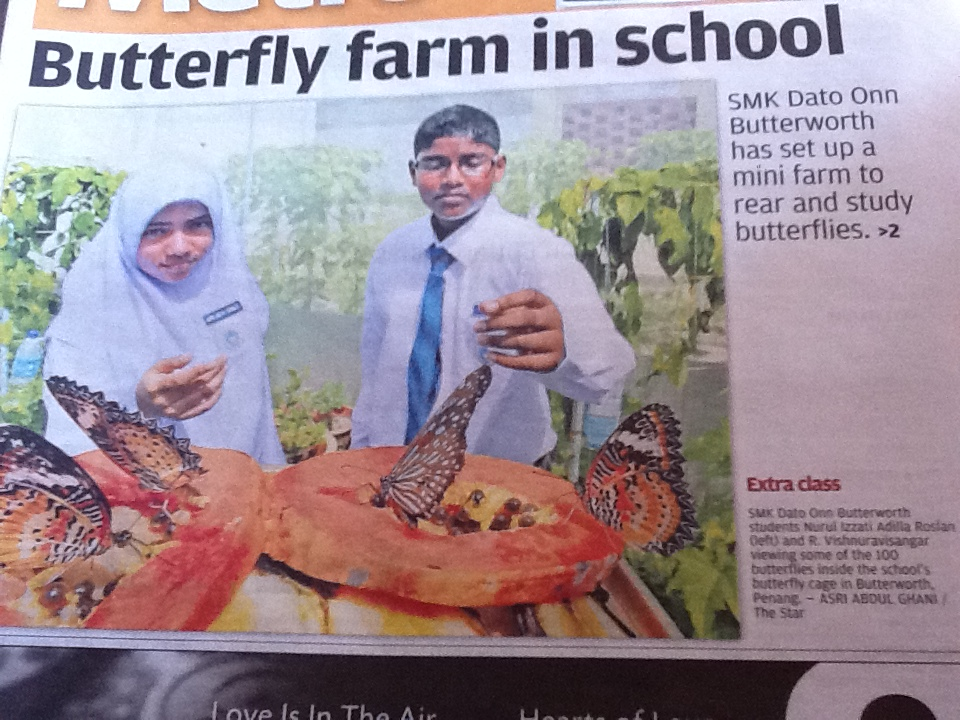 Metro
Butterfly farm in school
SMK Dato Onn
Butterworth
has set up a
mini farm to
rear and study
butterflies. >2
Extra class
SMK Dato Onn Butterworth
students Nurul Izzati Adilla Roslan
(left) and R. Vishnuravisangar
viewing some of the 100
butterflies inside the school's
butterfly cage in Butterworth,
Penang. – ASRI ABDUL GHANI /
The Star
Love Is In The Air
Hearts of